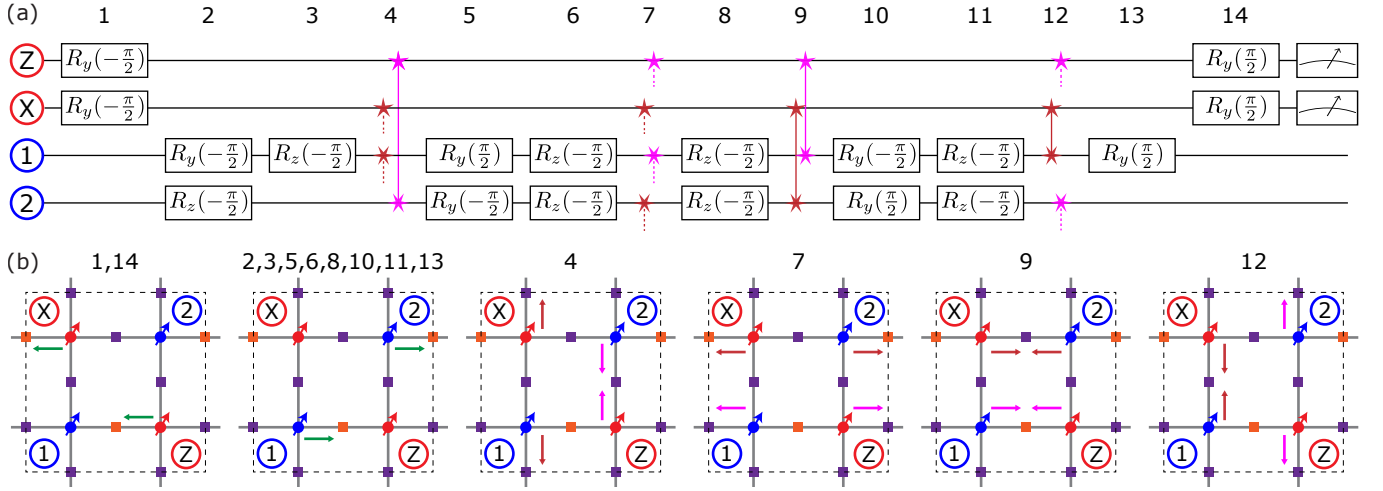 (a) 1 2 3 4 5 6 7 8 9 10 11 12 13 14
Z R_y(−π/2) R_y(π/2)
X R_y(−π/2) R_y(π/2)
1 R_y(−π/2) R_z(−π/2) R_y(π/2) R_z(−π/2) R_z(−π/2) R_y(−π/2) R_z(−π/2) R_y(π/2)
2 R_z(−π/2) R_y(−π/2) R_z(−π/2) R_z(−π/2) R_y(π/2) R_z(−π/2)
(b) 1,14 2,3,5,6,8,10,11,13 4 7 9 12
X 2 X 2 X 2 X 2 X 2 X 2
1 Z 1 Z 1 Z 1 Z 1 Z 1 Z